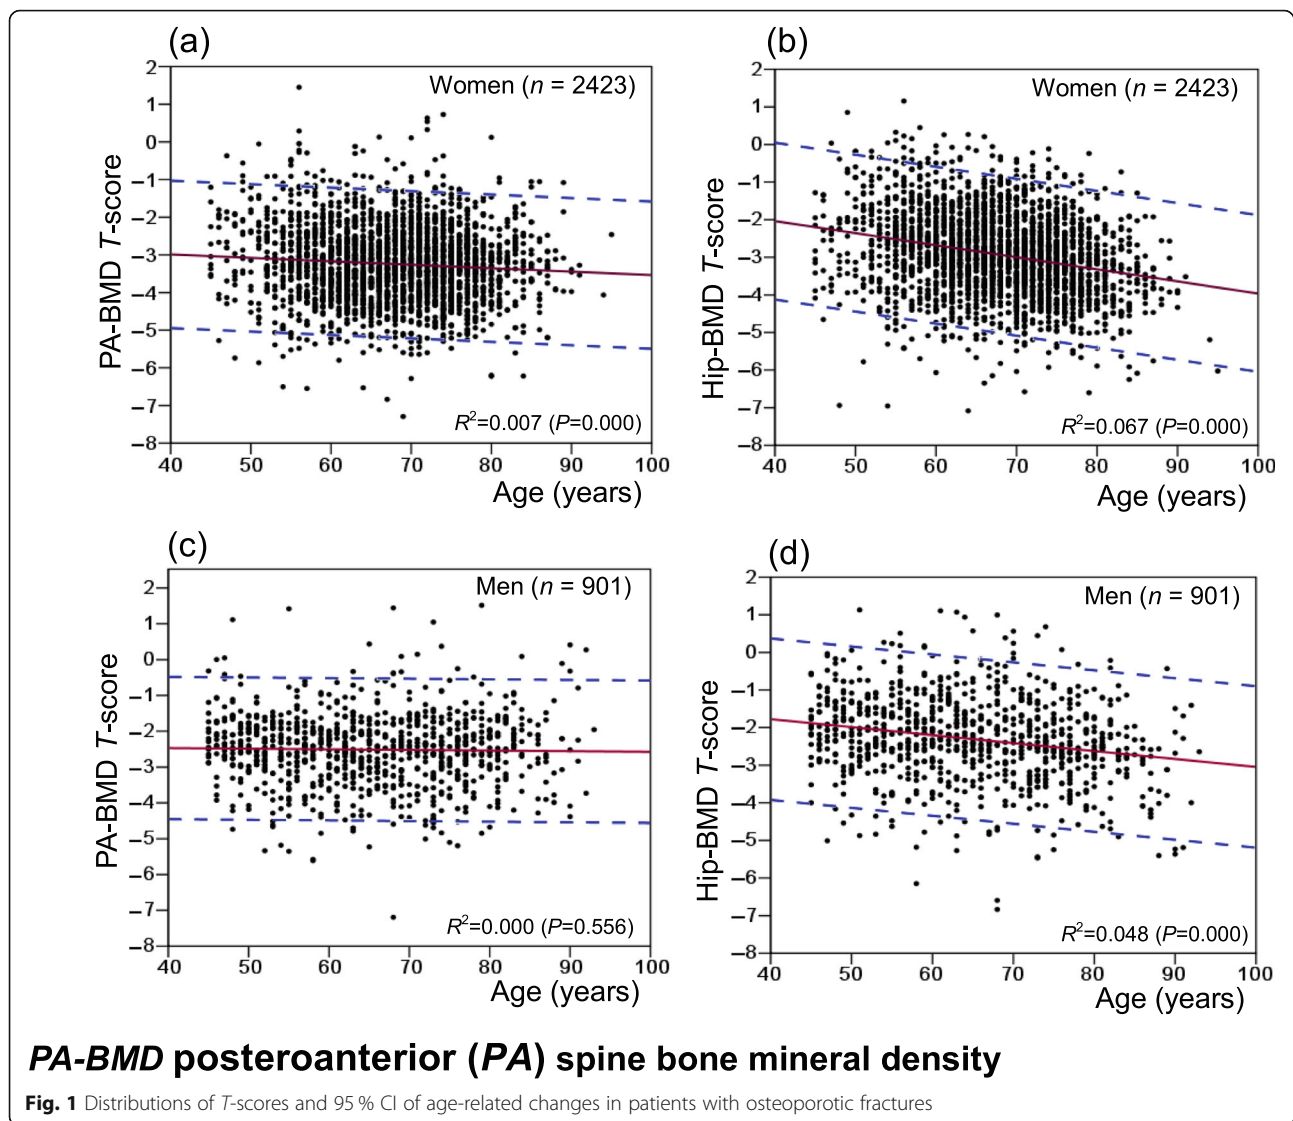 (a)
Women (n = 2423)
PA-BMD T-score
2
1
0
–1
–2
–3
–4
–5
–6
–7
–8
R²=0.007 (P=0.000)
40 50 60 70 80 90 100
Age (years)
(b)
Women (n = 2423)
Hip-BMD T-score
2
1
0
–1
–2
–3
–4
–5
–6
–7
–8
R²=0.067 (P=0.000)
40 50 60 70 80 90 100
Age (years)
(c)
Men (n = 901)
PA-BMD T-score
2
1
0
–1
–2
–3
–4
–5
–6
–7
–8
R²=0.000 (P=0.556)
40 50 60 70 80 90 100
Age (years)
(d)
Men (n = 901)
Hip-BMD T-score
2
1
0
–1
–2
–3
–4
–5
–6
–7
–8
R²=0.048 (P=0.000)
40 50 60 70 80 90 100
Age (years)
PA-BMD posteroanterior (PA) spine bone mineral density
Fig. 1 Distributions of T-scores and 95 % CI of age-related changes in patients with osteoporotic fractures